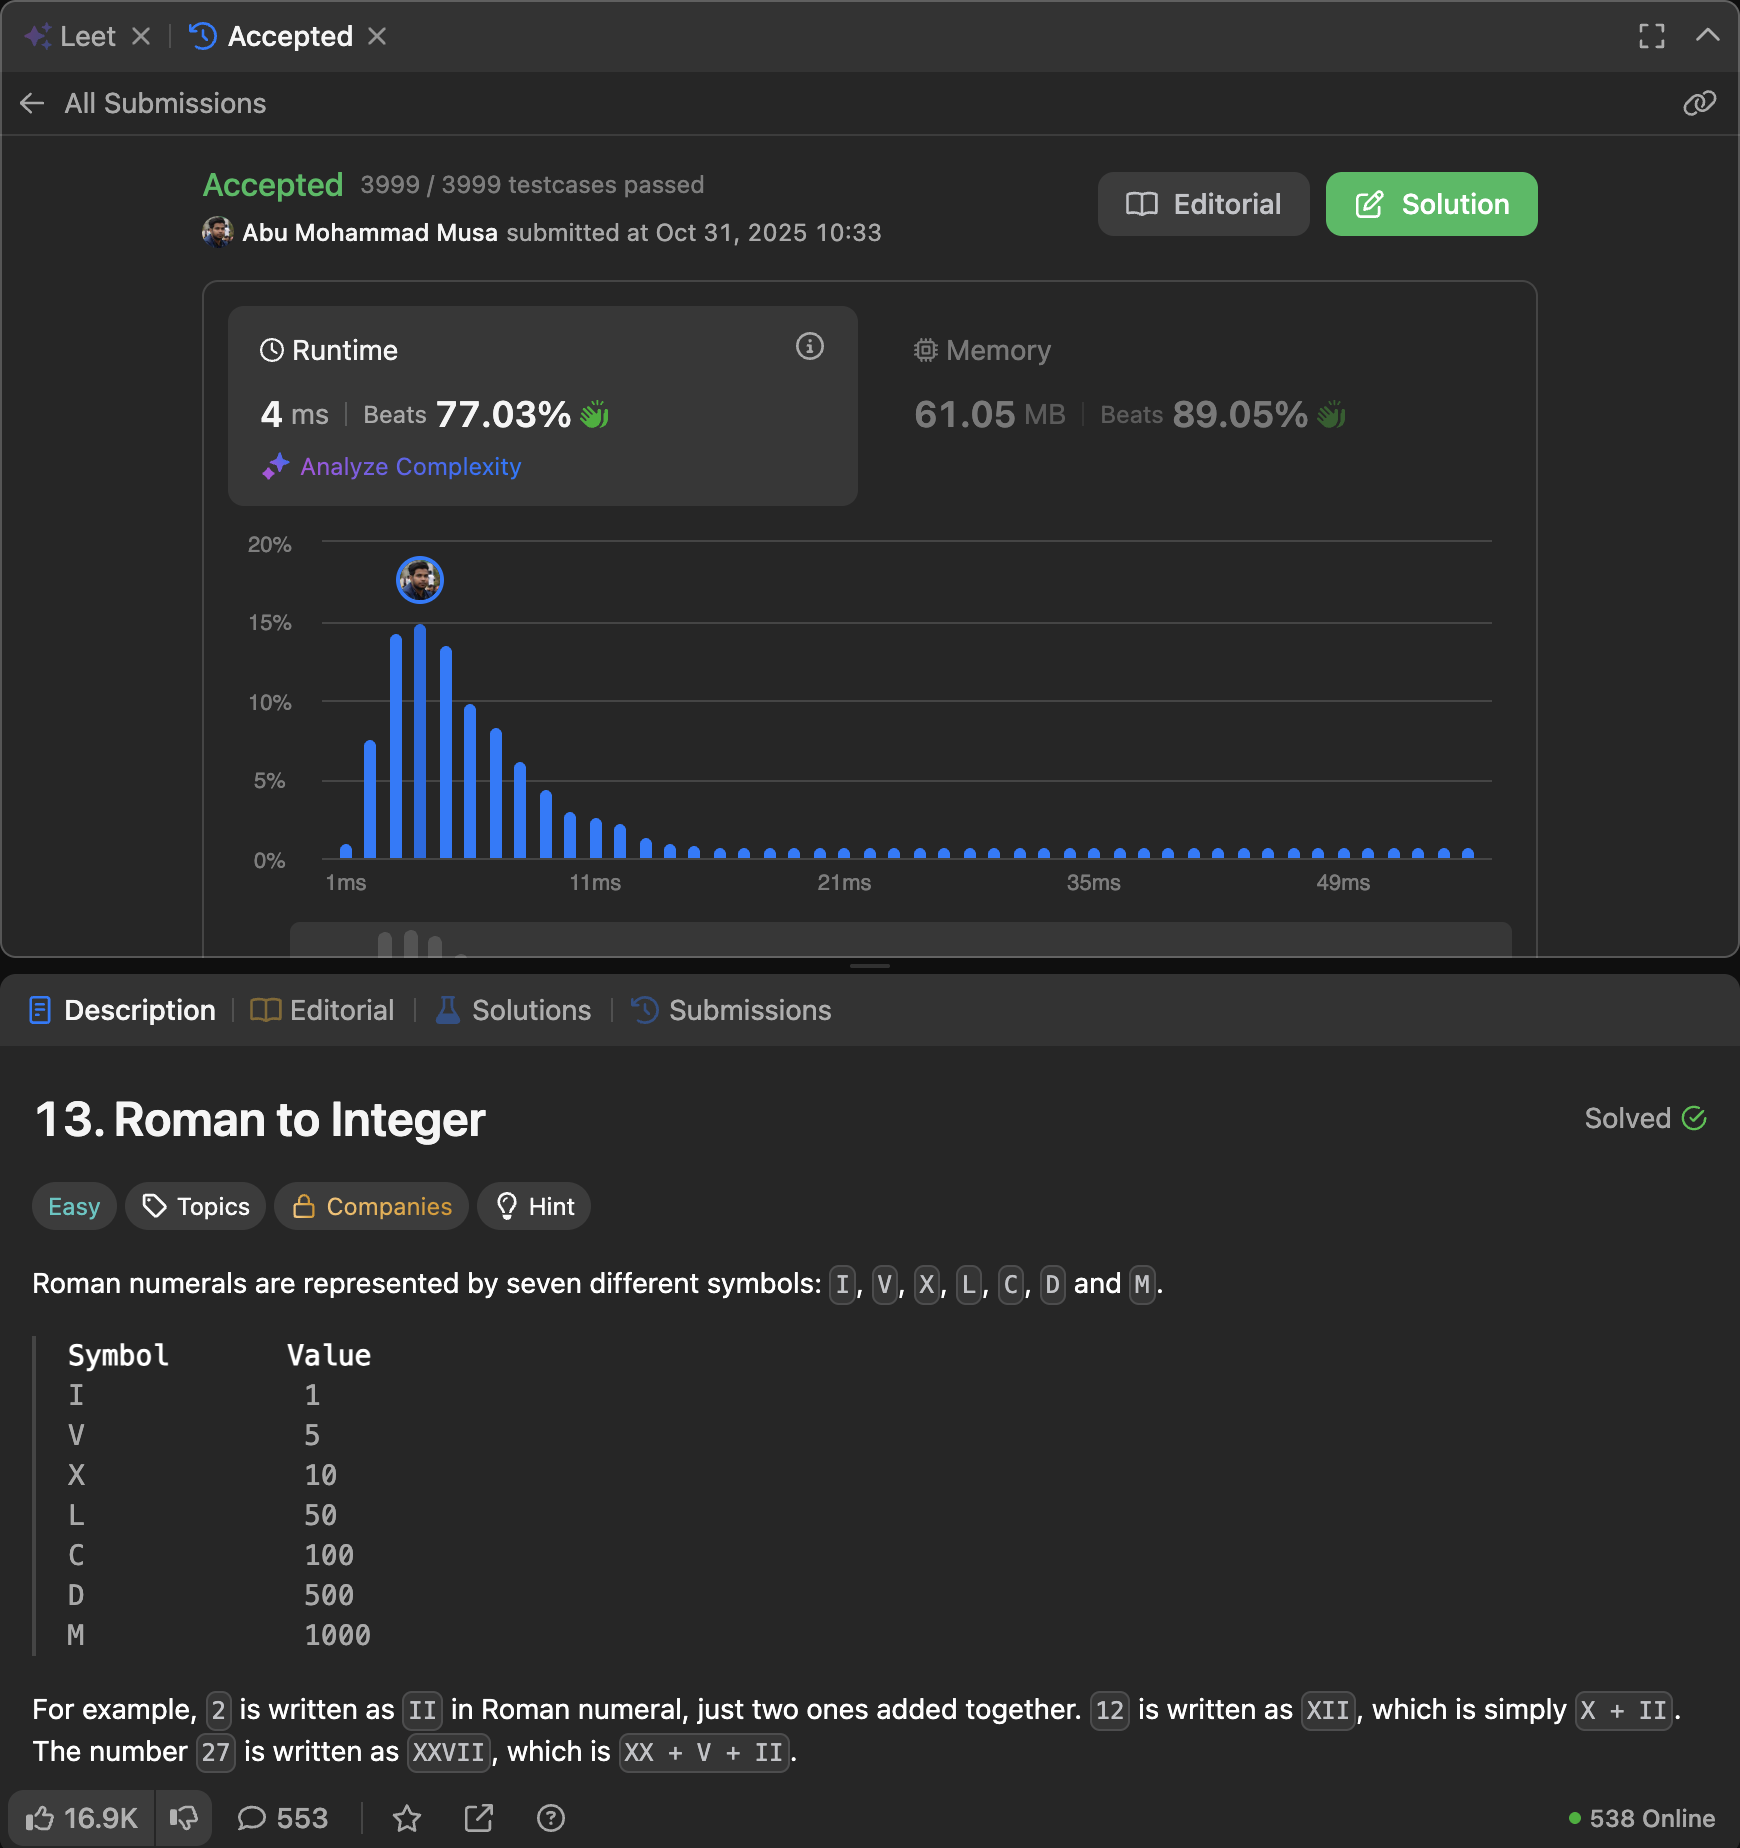 Leet
Accepted
All Submissions
Accepted 3999 / 3999 testcases passed
Abu Mohammad Musa submitted at Oct 31, 2025 10:33
Editorial
Solution
Runtime
4 ms Beats 77.03%
Analyze Complexity
Memory
61.05 MB Beats 89.05%
20%
15%
10%
5%
0%
1ms 11ms 21ms 35ms 49ms
Description Editorial Solutions Submissions
13. Roman to Integer
Solved
Easy Topics Companies Hint
Roman numerals are represented by seven different symbols: I, V, X, L, C, D and M.
Symbol Value
I 1
V 5
X 10
L 50
C 100
D 500
M 1000
For example, 2 is written as II in Roman numeral, just two ones added together. 12 is written as XII, which is simply X + II.
The number 27 is written as XXVII, which is XX + V + II.
16.9K 553
538 Online